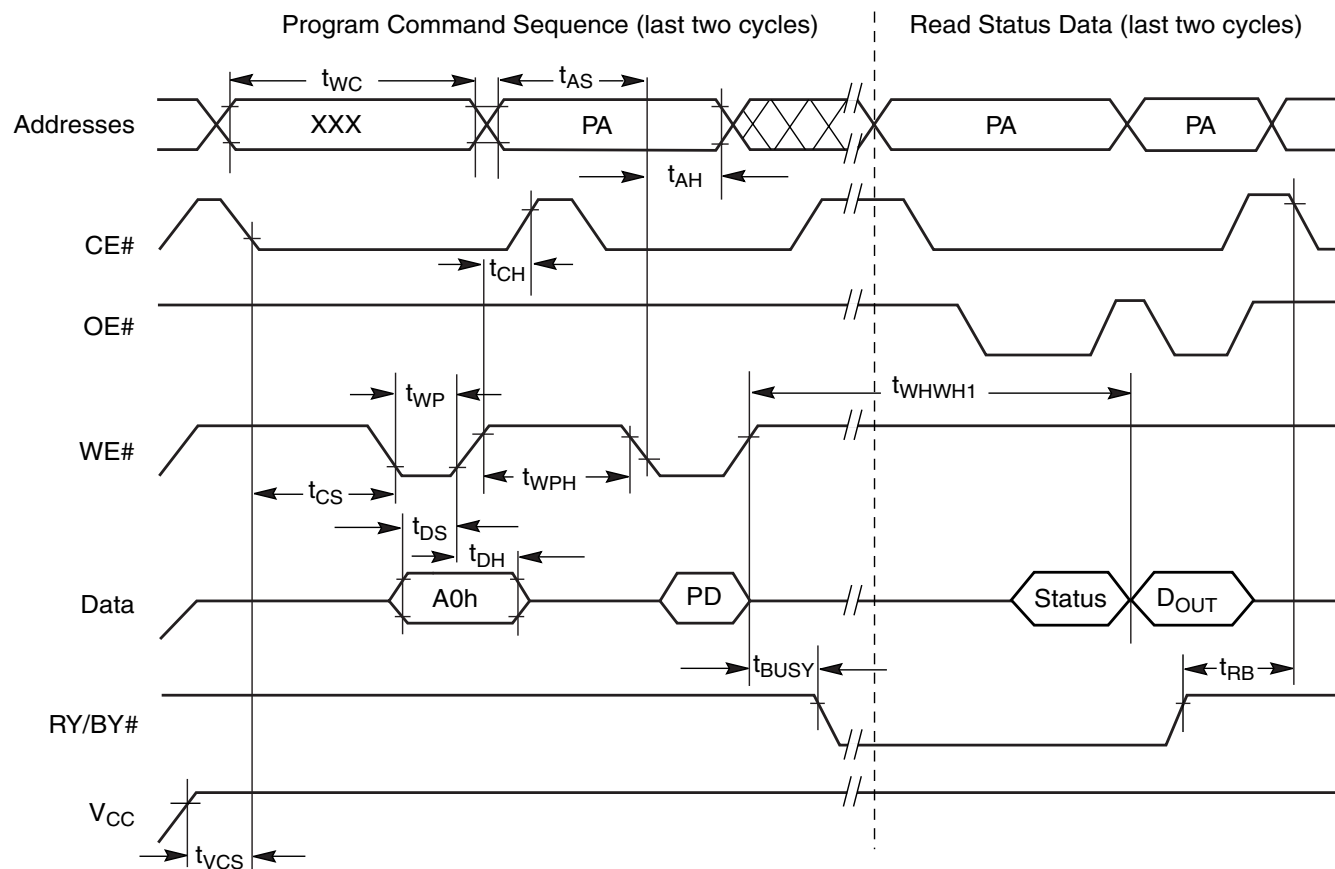 Program Command Sequence (last two cycles) Read Status Data (last two cycles)
tWC tAS
Addresses XXX PA PA PA
tAH
CE#
tCH
OE#
tWP tWHWH1
WE#
tCS tWPH
tDS
tDH
Data A0h PD Status DOUT
tBUSY tRB
RY/BY#
VCC
tVCS